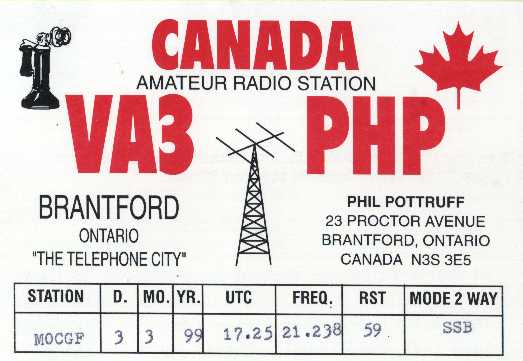 CANADA
AMATEUR RADIO STATION
VA3 PHP
BRANTFORD
ONTARIO
"THE TELEPHONE CITY"
PHIL POTTRUFF
23 PROCTOR AVENUE
BRANTFORD, ONTARIO
CANADA N3S 3E5
STATION D. MO. YR. UTC FREQ. RST MODE 2 WAY
MOCGF 3 3 99 17.25 21.238 59 SSB